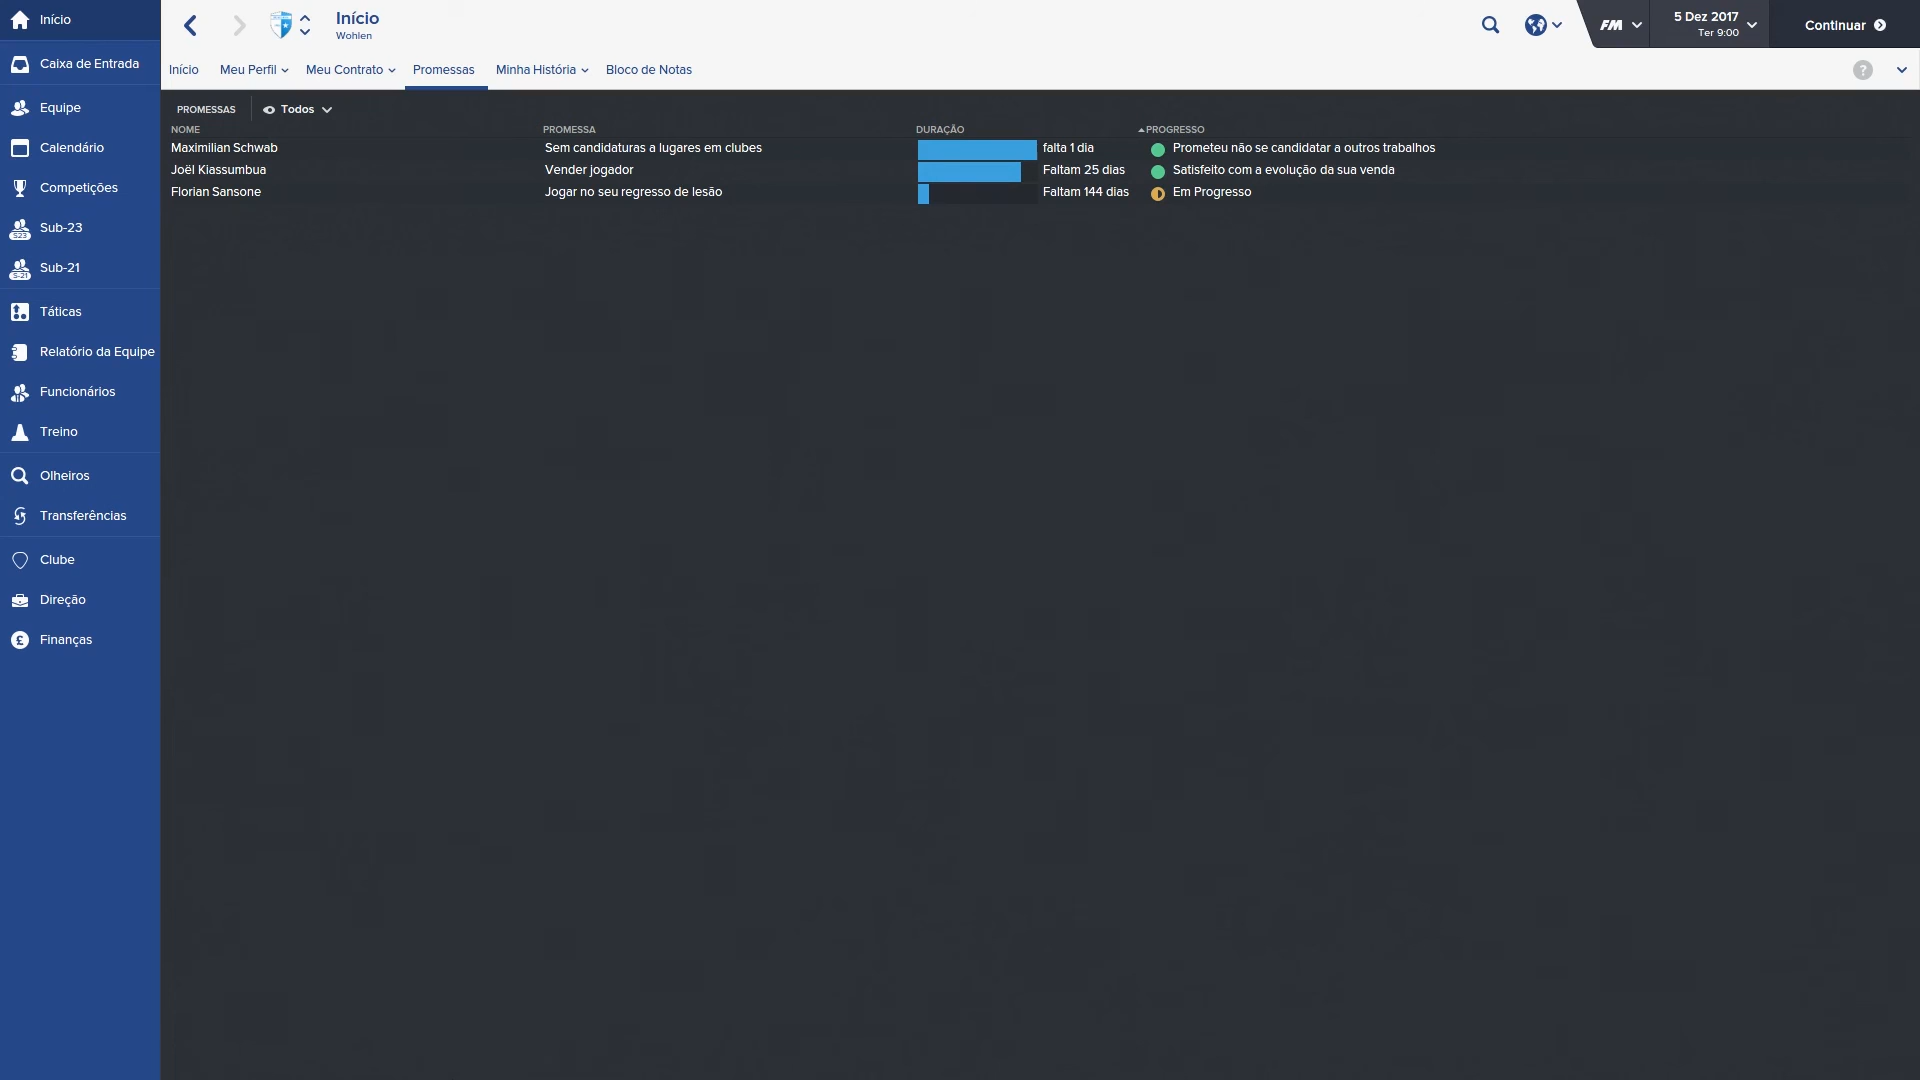 Início
Caixa de Entrada
Equipe
Calendário
Competições
Sub-23
Sub-21
Táticas
Relatório da Equipe
Funcionários
Treino
Olheiros
Transferências
Clube
Direção
Finanças
Início
Wohlen
FM
5 Dez 2017
Ter 9:00
Continuar
Início Meu Perfil Meu Contrato Promessas Minha História Bloco de Notas
?
PROMESSAS Todos
NOME PROMESSA DURAÇÃO PROGRESSO
Maximilian Schwab Sem candidaturas a lugares em clubes falta 1 dia Prometeu não se candidatar a outros trabalhos
Joël Kiassumbua Vender jogador Faltam 25 dias Satisfeito com a evolução da sua venda
Florian Sansone Jogar no seu regresso de lesão Faltam 144 dias Em Progresso